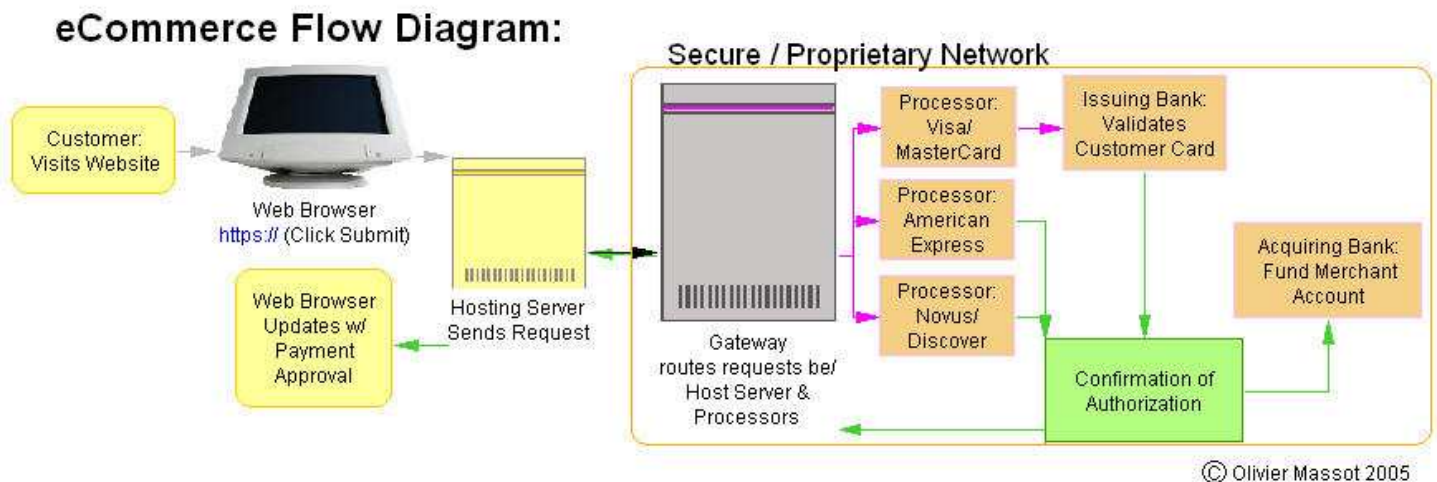 eCommerce Flow Diagram:
Secure / Proprietary Network
Customer:
Visits Website
Web Browser
https:// (Click Submit)
Web Browser
Updates w/
Payment
Approval
Hosting Server
Sends Request
Gateway
routes requests be/
Host Server &
Processors
Processor:
Visa/
MasterCard
Processor:
American
Express
Processor:
Novus/
Discover
Issuing Bank:
Validates
Customer Card
Confirmation of
Authorization
Acquiring Bank:
Fund Merchant
Account
© Olivier Massot 2005